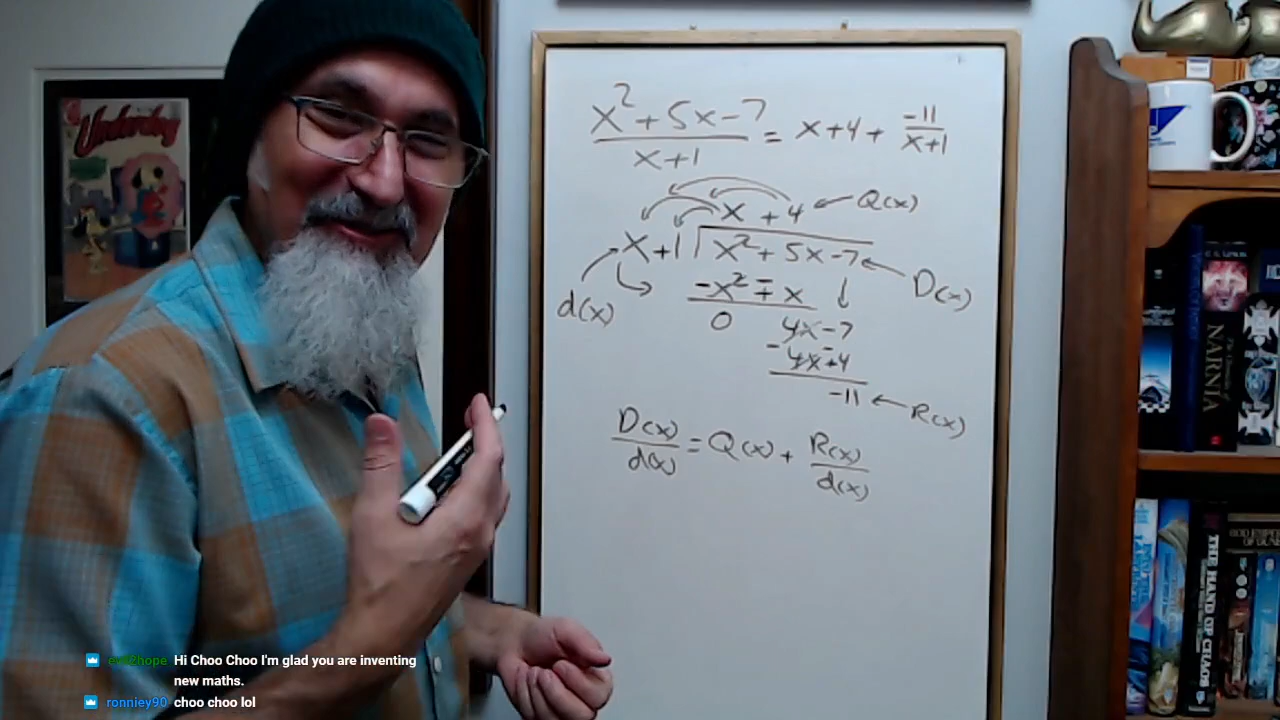 Underdog
x² + 5x - 7 = x + 4 + -11
x + 1 x + 1
x + 4 ← Q(x)
x + 1 x² + 5x - 7 ← D(x)
d(x) -x² ∓ x ↓
0 4x - 7
- 4x + 4
-11 ← R(x)
D(x) = Q(x) + R(x)
d(x) d(x)
NARNIA
THE HAND OF CHAOS
Hi Choo Choo I'm glad you are inventing
new maths.
ronniey90 choo choo lol